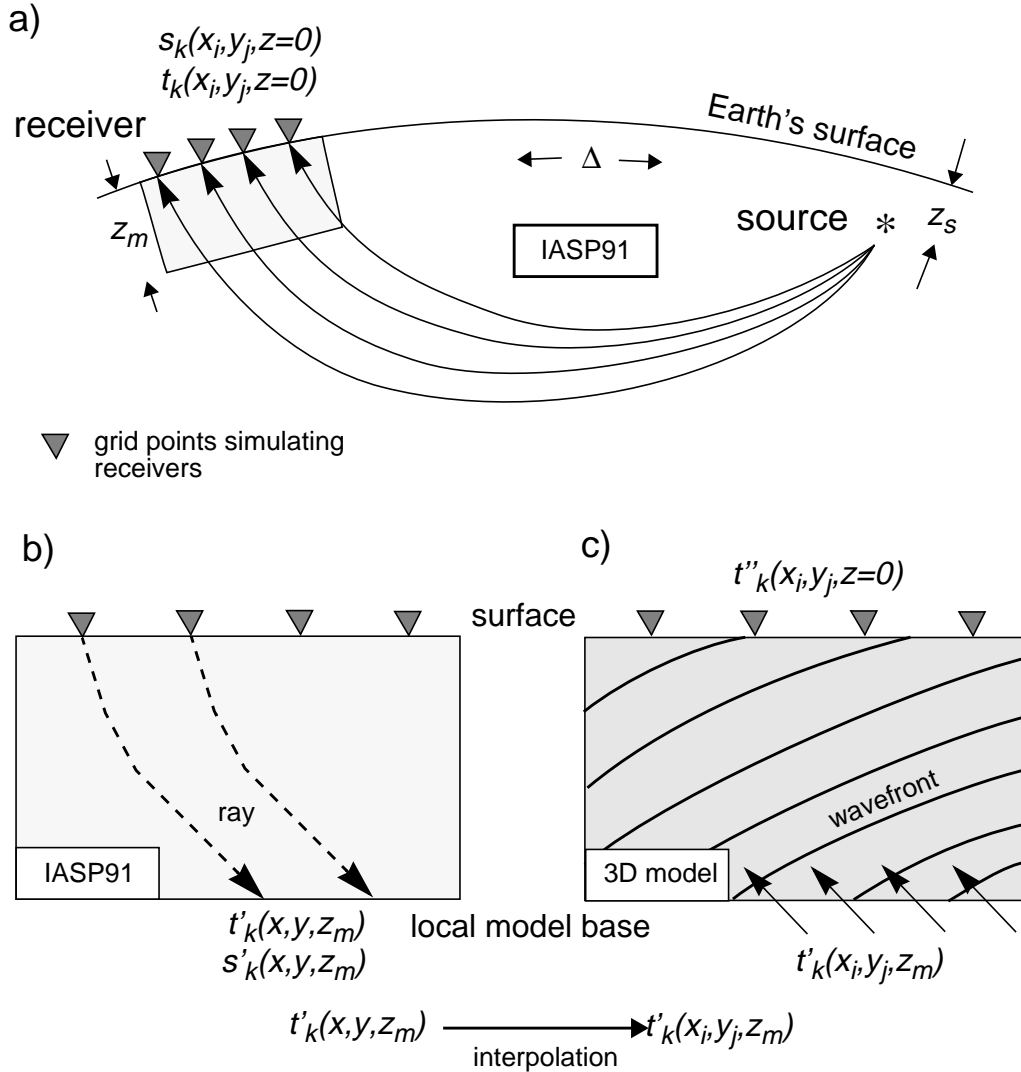 a)
s_k(x_i,y_j,z=0)
t_k(x_i,y_j,z=0)
receiver
Earth's surface
Δ
z_m
source *
z_s
IASP91
grid points simulating
receivers
b)
c)
t''_k(x_i,y_j,z=0)
surface
ray
wavefront
IASP91
3D model
t'_k(x,y,z_m)
local model base
s'_k(x,y,z_m)
t'_k(x_i,y_j,z_m)
t'_k(x,y,z_m)
t'_k(x_i,y_j,z_m)
interpolation